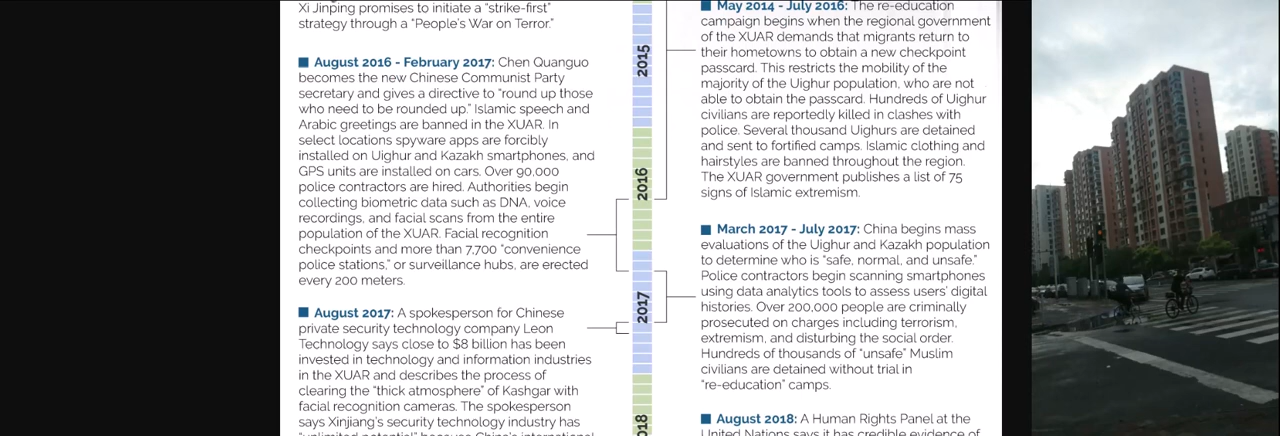 Xi Jinping promises to initiate a “strike-first”
strategy through a “People’s War on Terror.”
August 2016 - February 2017: Chen Quanguo
becomes the new Chinese Communist Party
secretary and gives a directive to “round up those
who need to be rounded up.” Islamic speech and
Arabic greetings are banned in the XUAR. In
select locations spyware apps are forcibly
installed on Uighur and Kazakh smartphones, and
GPS units are installed on cars. Over 90,000
police contractors are hired. Authorities begin
collecting biometric data such as DNA, voice
recordings, and facial scans from the entire
population of the XUAR. Facial recognition
checkpoints and more than 7,700 “convenience
police stations,” or surveillance hubs, are erected
every 200 meters.
August 2017: A spokesperson for Chinese
private security technology company Leon
Technology says close to $8 billion has been
invested in technology and information industries
in the XUAR and describes the process of
clearing the “thick atmosphere” of Kashgar with
facial recognition cameras. The spokesperson
says Xinjiang’s security technology industry has
“unlimited potential” because China’s international
2015
2016
2017
018
May 2014 - July 2016: The re-education
campaign begins when the regional government
of the XUAR demands that migrants return to
their hometowns to obtain a new checkpoint
passcard. This restricts the mobility of the
majority of the Uighur population, who are not
able to obtain the passcard. Hundreds of Uighur
civilians are reportedly killed in clashes with
police. Several thousand Uighurs are detained
and sent to fortified camps. Islamic clothing and
hairstyles are banned throughout the region.
The XUAR government publishes a list of 75
signs of Islamic extremism.
March 2017 - July 2017: China begins mass
evaluations of the Uighur and Kazakh population
to determine who is “safe, normal, and unsafe.”
Police contractors begin scanning smartphones
using data analytics tools to assess users’ digital
histories. Over 200,000 people are criminally
prosecuted on charges including terrorism,
extremism, and disturbing the social order.
Hundreds of thousands of “unsafe” Muslim
civilians are detained without trial in
“re-education” camps.
August 2018: A Human Rights Panel at the
United Nations says it has credible evidence of